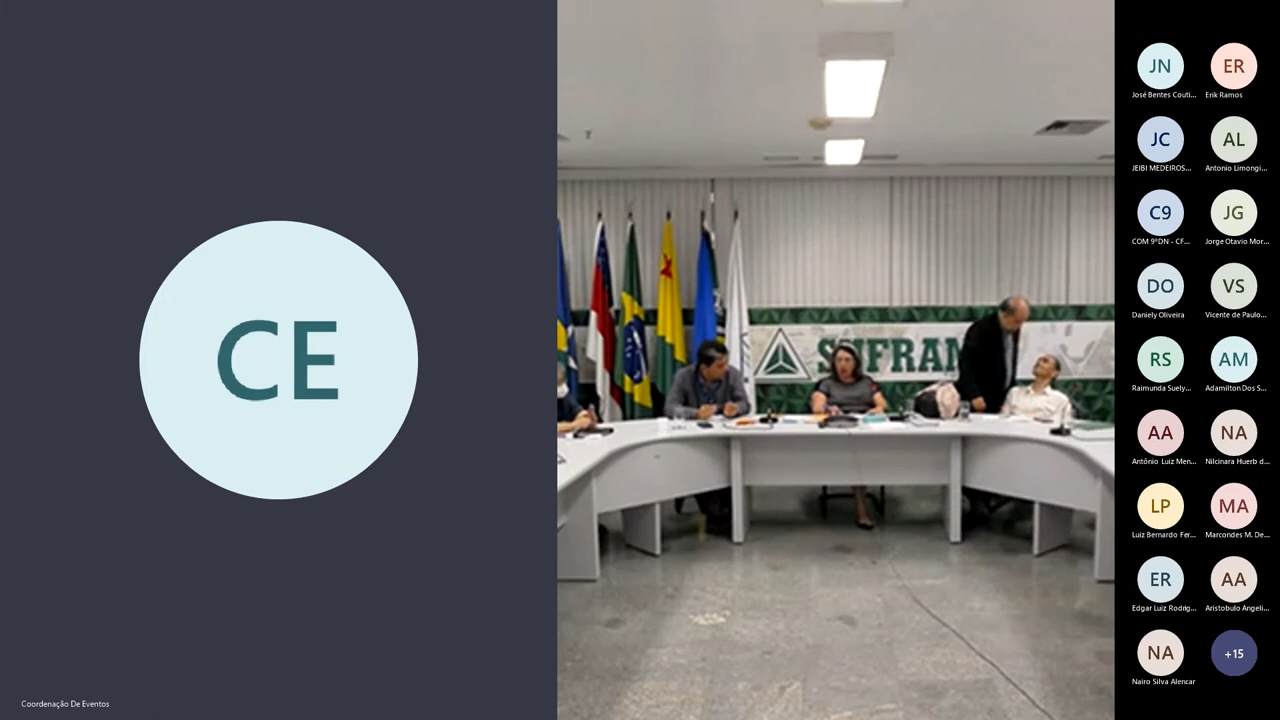 CE
Coordenação De Eventos
SUFRAM
JN
ER
José Bentes Couti...
Erik Ramos
JC
AL
JEIBI MEDEIROS...
Antonio Limongi...
C9
JG
COM 9ºDN - CF...
Jorge Otavio Mor...
DO
VS
Daniely Oliveira
Vicente de Paulo...
RS
AM
Raimunda Suely...
Adamilton Dos S...
AA
NA
Antônio Luiz Men...
Nilcinara Huerb d...
LP
MA
Luiz Bernardo Fer...
Marcondes M. De...
ER
AA
Edgar Luiz Rodrig...
Aristobulo Angeli...
NA
+15
Nairo Silva Alencar